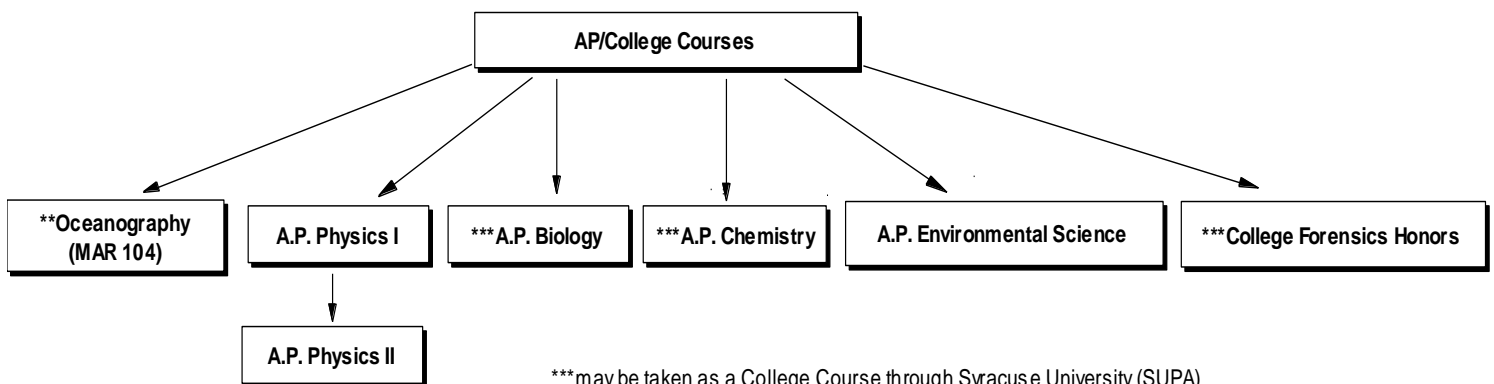 AP/College Courses
**Oceanography
(MAR 104)
A.P. Physics I
***A.P. Biology
***A.P. Chemistry
A.P. Environmental Science
***College Forensics Honors
A.P. Physics II
***may be taken as a College Course through Syracuse University (SUPA)